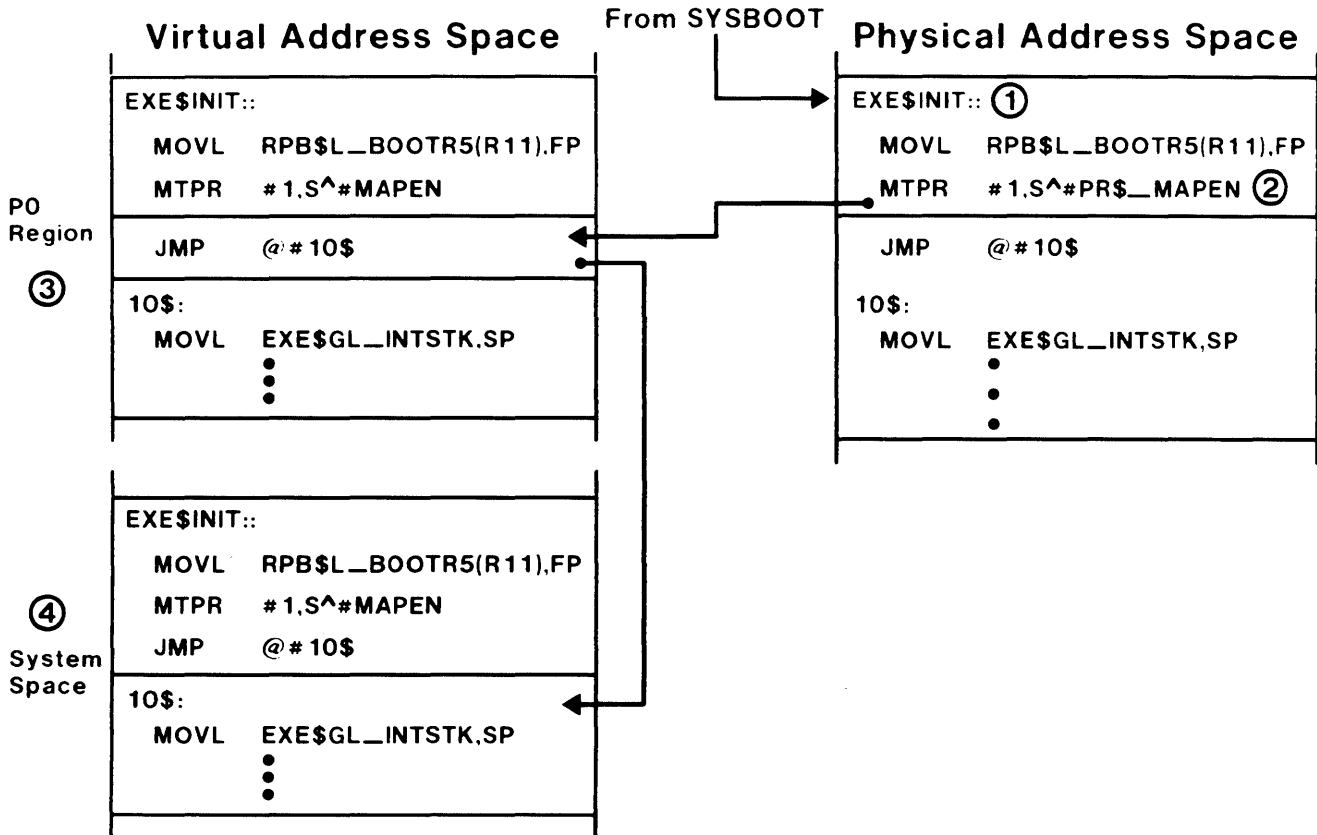 From SYSBOOT
Virtual Address Space
Physical Address Space
P0
Region
③
EXE$INIT::
MOVL RPB$L_BOOTR5(R11),FP
MTPR #1,S^#MAPEN
JMP @#10$
10$:
MOVL EXE$GL_INTSTK,SP
EXE$INIT:: ①
MOVL RPB$L_BOOTR5(R11),FP
MTPR #1,S^#PR$_MAPEN ②
JMP @#10$
10$:
MOVL EXE$GL_INTSTK,SP
④
System
Space
EXE$INIT::
MOVL RPB$L_BOOTR5(R11),FP
MTPR #1,S^#MAPEN
JMP @#10$
10$:
MOVL EXE$GL_INTSTK,SP